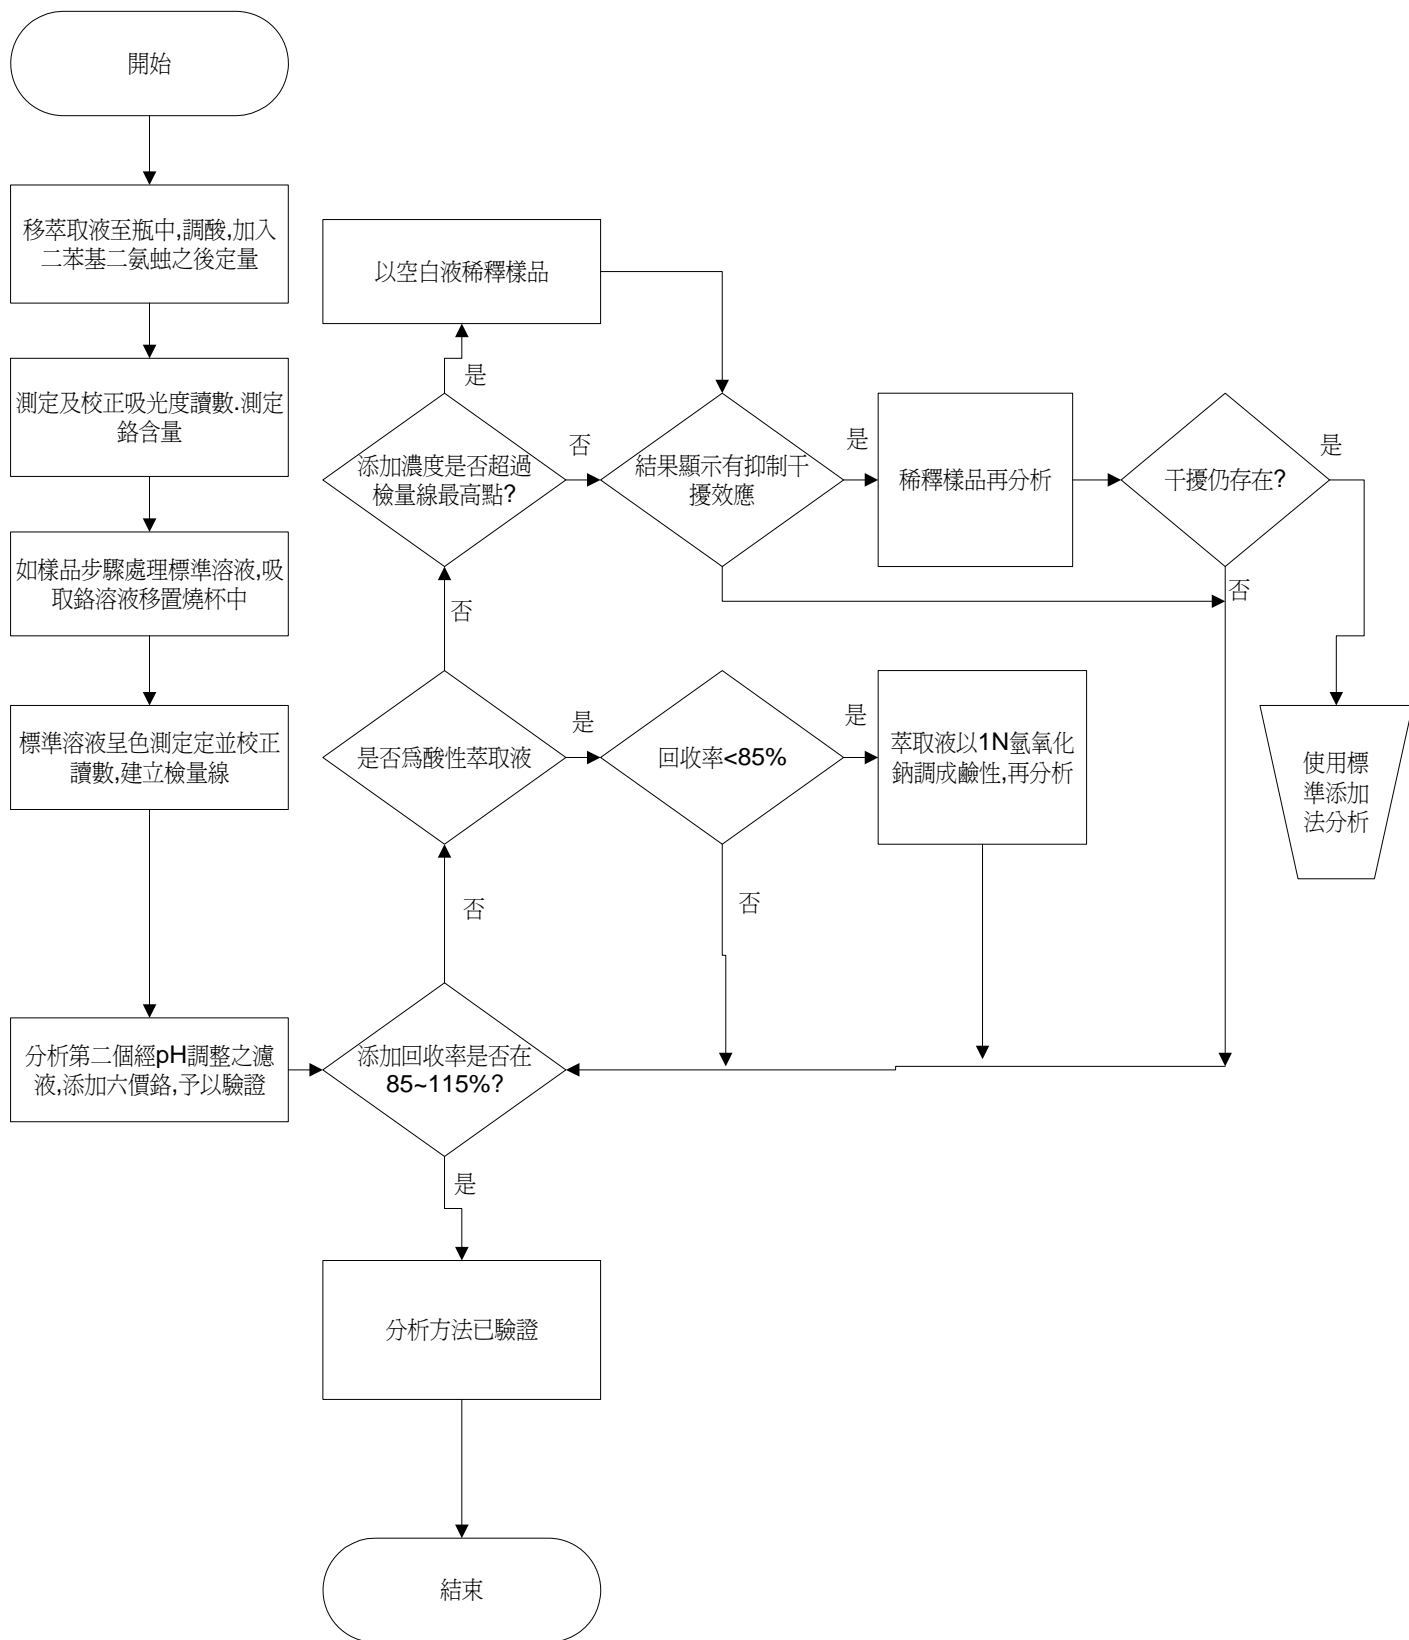 開始
移萃取液至瓶中,調酸,加入
二苯基二氨蚰之後定量
測定及校正吸光度讀數.測定
鉻含量
如樣品步驟處理標準溶液,吸
取鉻溶液移置燒杯中
標準溶液呈色測定定並校正
讀數,建立檢量線
分析第二個經pH調整之濾
液,添加六價鉻,予以驗證
以空白液稀釋樣品
是
添加濃度是否超過
檢量線最高點?
否
結果顯示有抑制干
擾效應
是
稀釋樣品再分析
干擾仍存在?
是
否
否
是否爲酸性萃取液
是
回收率<85%
是
萃取液以1N氫氧化
鈉調成鹼性,再分析
使用標
準添加
法分析
否
否
添加回收率是否在
85~115%?
是
分析方法已驗證
結束